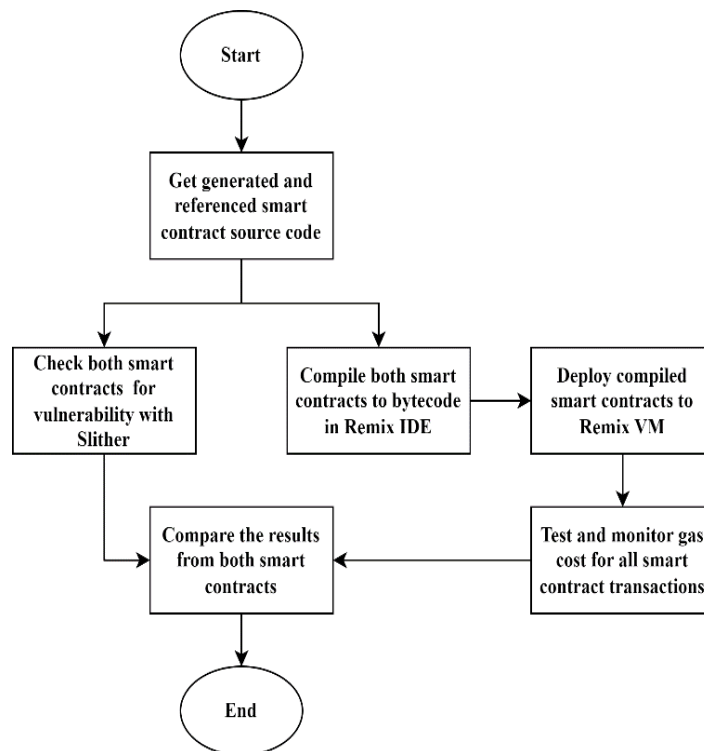 Start
Get generated and
referenced smart
contract source code
Check both smart
contracts for
vulnerability with
Slither
Compile both smart
contracts to bytecode
in Remix IDE
Deploy compiled
smart contracts to
Remix VM
Test and monitor gas
cost for all smart
contract transactions
Compare the results
from both smart
contracts
End